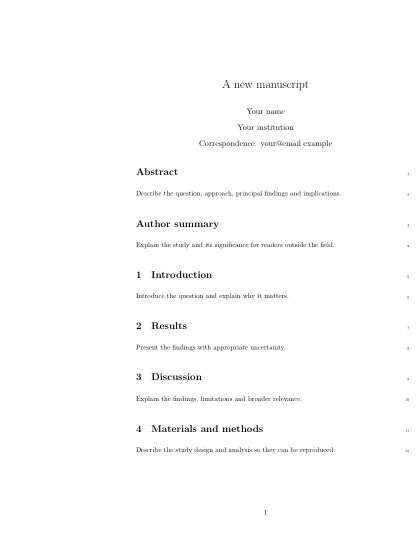 A new manuscript
Your name
Your institution
Correspondence: your@email.example
Abstract 1
Describe the question, approach, principal findings and implications. 2
Author summary 3
Explain the study and its significance for readers outside the field. 4
1 Introduction 5
Introduce the question and explain why it matters. 6
2 Results 7
Present the findings with appropriate uncertainty. 8
3 Discussion 9
Explain the findings, limitations and broader relevance. 10
4 Materials and methods 11
Describe the study design and analysis so they can be reproduced. 12
1